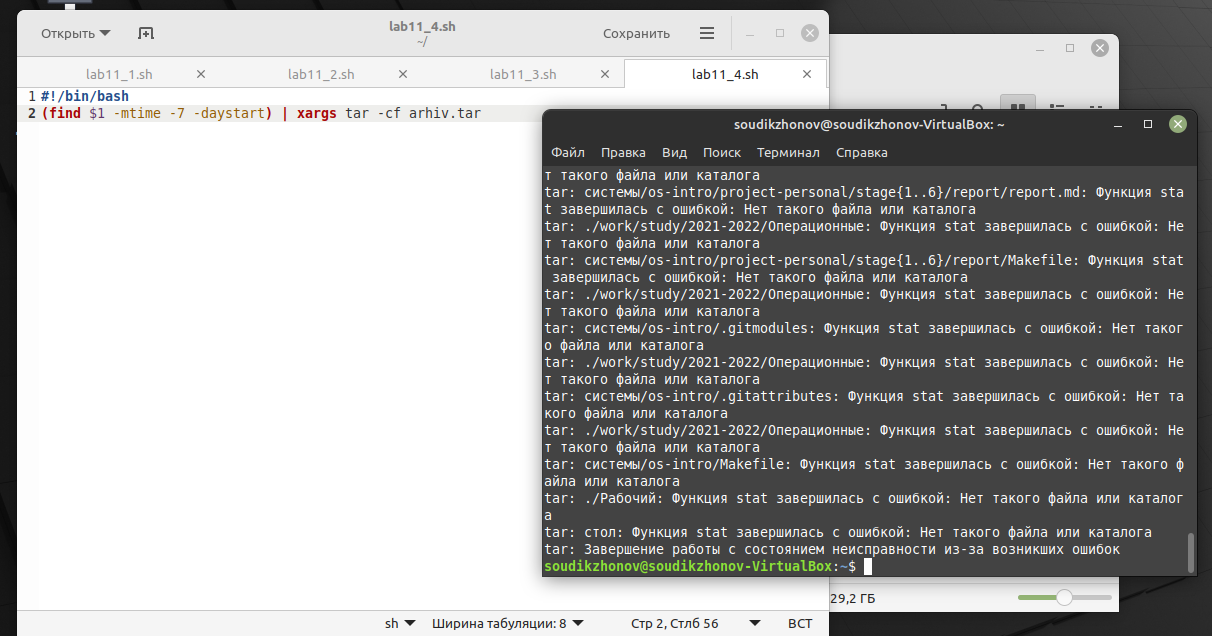 Открыть
lab11_4.sh
~/
Сохранить
lab11_1.sh
lab11_2.sh
lab11_3.sh
lab11_4.sh
1 #!/bin/bash
2 (find $1 -mtime -7 -daystart) | xargs tar -cf arhiv.tar
soudikzhonov@soudikzhonov-VirtualBox: ~
Файл Правка Вид Поиск Терминал Справка
т такого файла или каталога
tar: системы/os-intro/project-personal/stage{1..6}/report/report.md: Функция sta
t завершилась с ошибкой: Нет такого файла или каталога
tar: ./work/study/2021-2022/Операционные: Функция stat завершилась с ошибкой: Не
т такого файла или каталога
tar: системы/os-intro/project-personal/stage{1..6}/report/Makefile: Функция stat
 завершилась с ошибкой: Нет такого файла или каталога
tar: ./work/study/2021-2022/Операционные: Функция stat завершилась с ошибкой: Не
т такого файла или каталога
tar: системы/os-intro/.gitmodules: Функция stat завершилась с ошибкой: Нет таког
о файла или каталога
tar: ./work/study/2021-2022/Операционные: Функция stat завершилась с ошибкой: Не
т такого файла или каталога
tar: системы/os-intro/.gitattributes: Функция stat завершилась с ошибкой: Нет та
кого файла или каталога
tar: ./work/study/2021-2022/Операционные: Функция stat завершилась с ошибкой: Не
т такого файла или каталога
tar: системы/os-intro/Makefile: Функция stat завершилась с ошибкой: Нет такого ф
айла или каталога
tar: ./Рабочий: Функция stat завершилась с ошибкой: Нет такого файла или каталог
а
tar: стол: Функция stat завершилась с ошибкой: Нет такого файла или каталога
tar: Завершение работы с состоянием неисправности из-за возникших ошибок
soudikzhonov@soudikzhonov-VirtualBox:~$
29,2 ГБ
sh Ширина табуляции: 8 Стр 2, Стлб 56 ВСТ